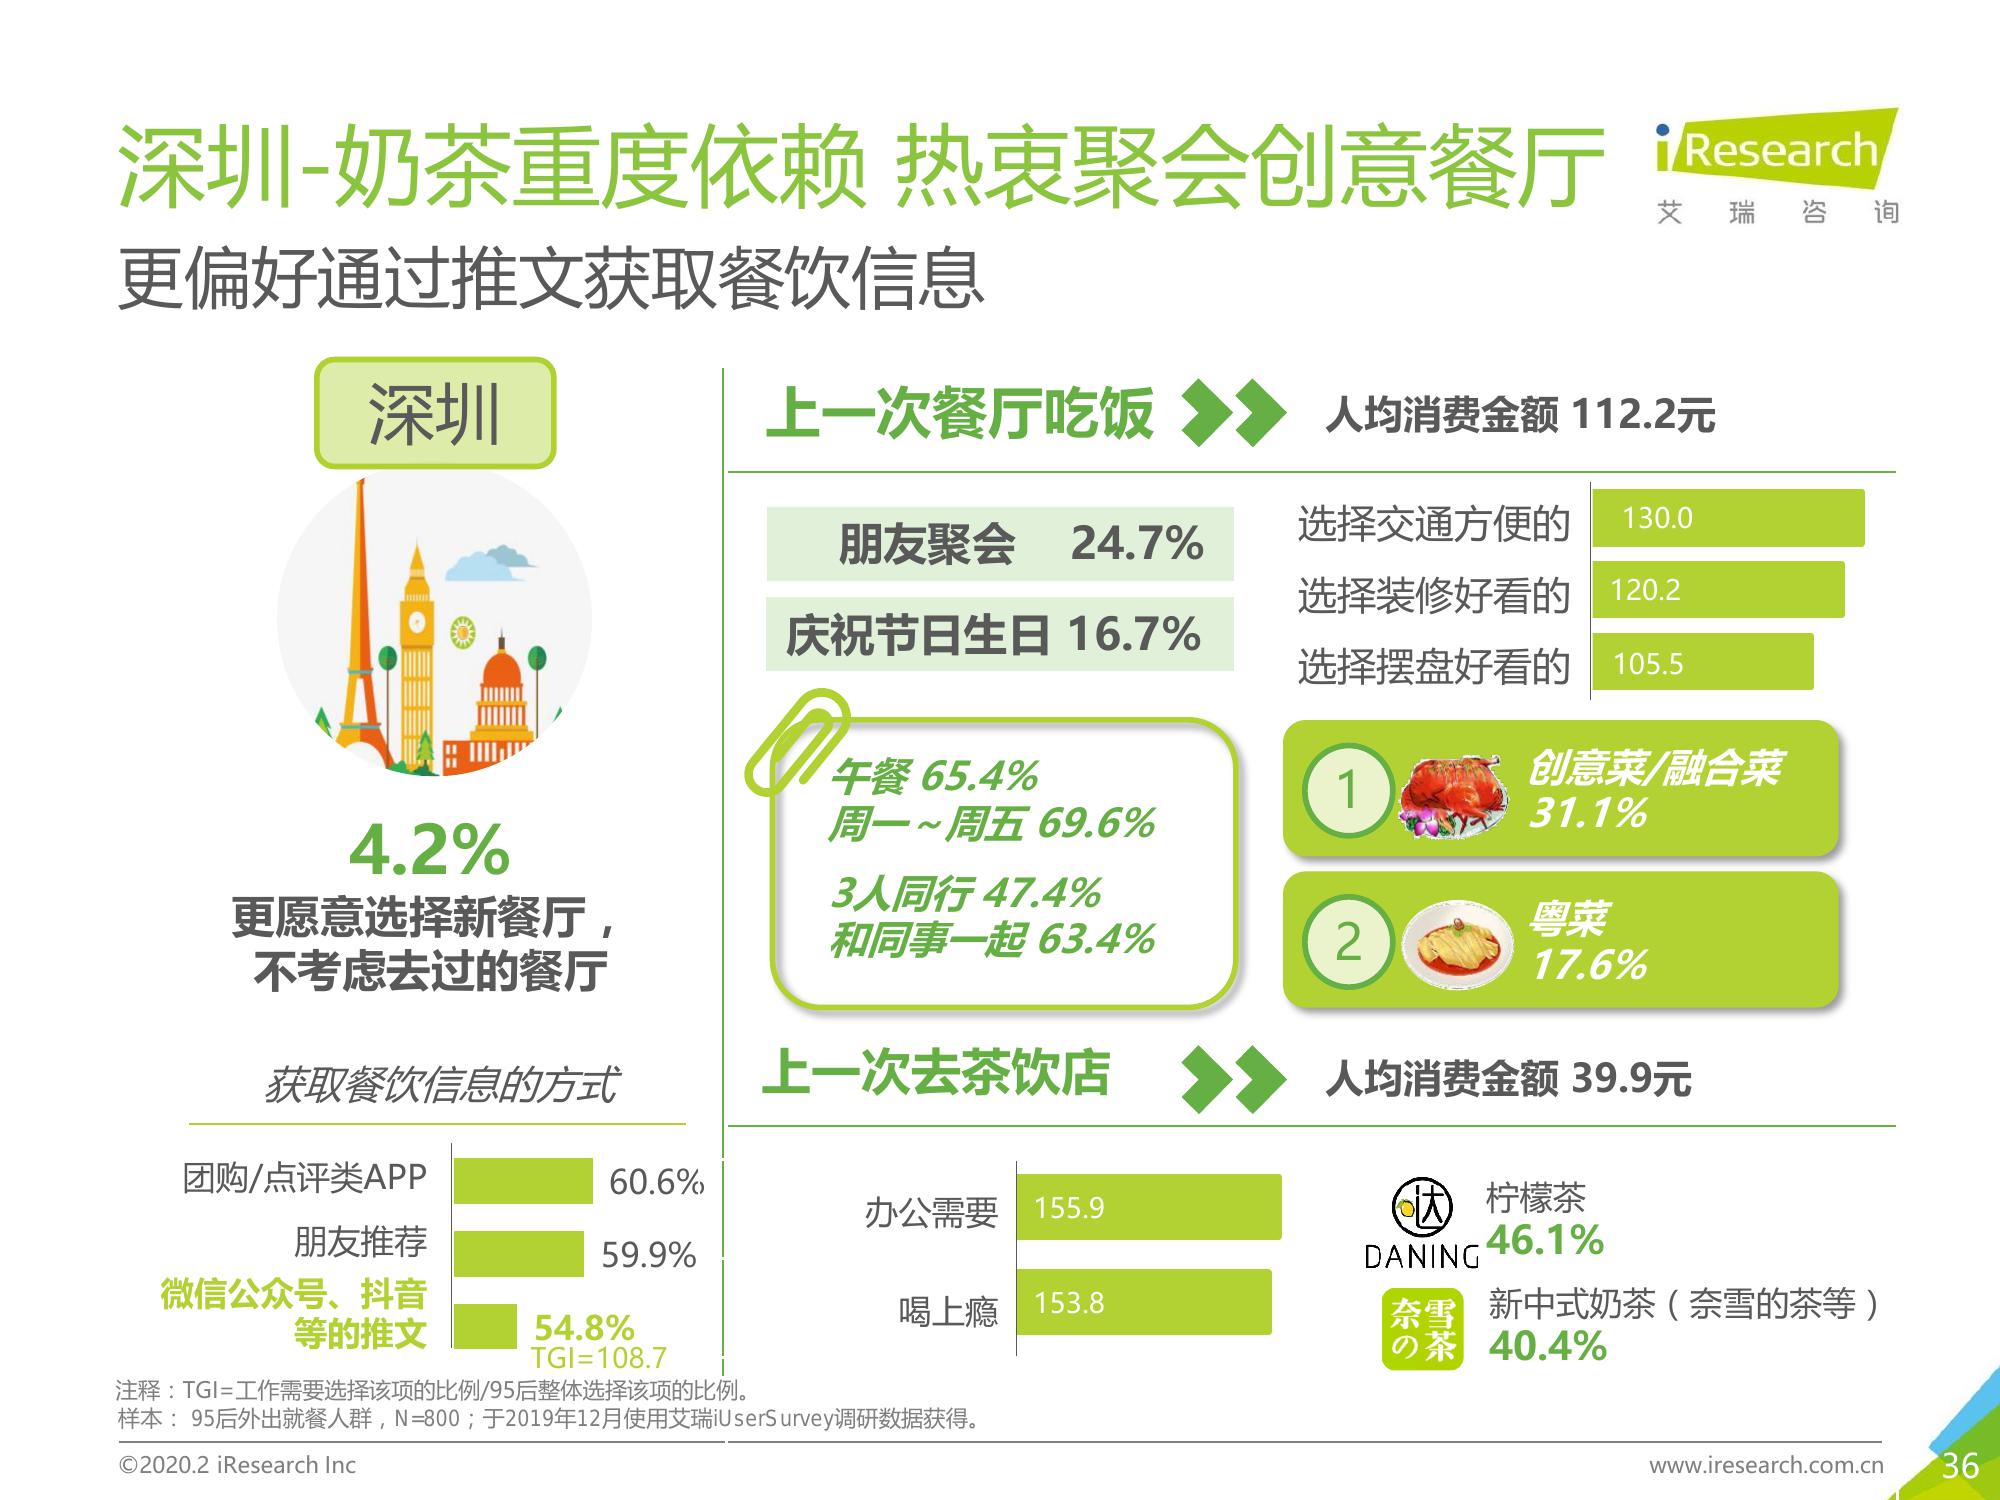 深圳-奶茶重度依赖 热衷聚会创意餐厅
iResearch
艾瑞咨询
更偏好通过推文获取餐饮信息
深圳
4.2%
更愿意选择新餐厅，
不考虑去过的餐厅
获取餐饮信息的方式
团购/点评类APP 60.6%
朋友推荐 59.9%
微信公众号、抖音
等的推文 54.8%
TGI=108.7
上一次餐厅吃饭 人均消费金额 112.2元
朋友聚会 24.7%
庆祝节日生日 16.7%
选择交通方便的 130.0
选择装修好看的 120.2
选择摆盘好看的 105.5
午餐 65.4%
周一~周五 69.6%
3人同行 47.4%
和同事一起 63.4%
1 创意菜/融合菜
31.1%
2 粤菜
17.6%
上一次去茶饮店 人均消费金额 39.9元
办公需要 155.9
喝上瘾 153.8
达
DANING
柠檬茶
46.1%
奈雪
の茶
新中式奶茶（奈雪的茶等）
40.4%
注释：TGI=工作需要选择该项的比例/95后整体选择该项的比例。
样本： 95后外出就餐人群，N=800；于2019年12月使用艾瑞iUserSurvey调研数据获得。
©2020.2 iResearch Inc www.iresearch.com.cn 36